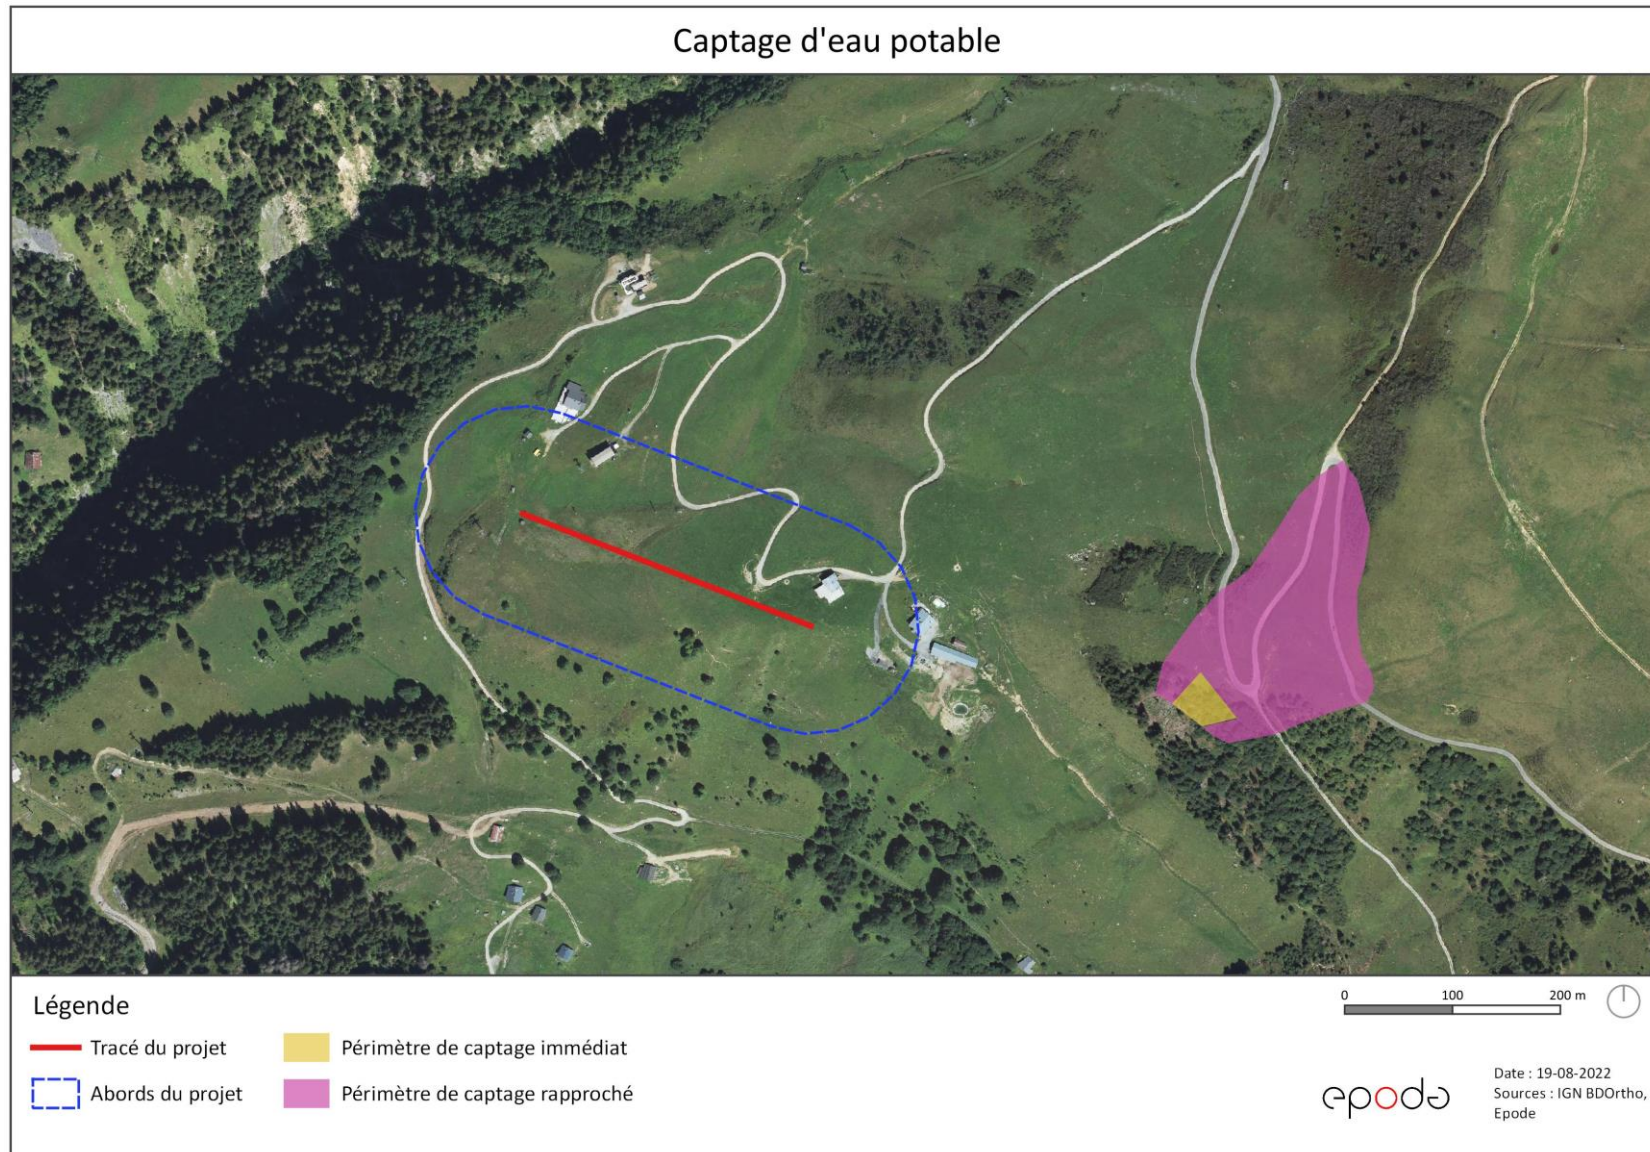 Captage d'eau potable
Légende
Tracé du projet
Abords du projet
Périmètre de captage immédiat
Périmètre de captage rapproché
0 100 200 m
epode
Date : 19-08-2022
Sources : IGN BDOrtho,
Epode